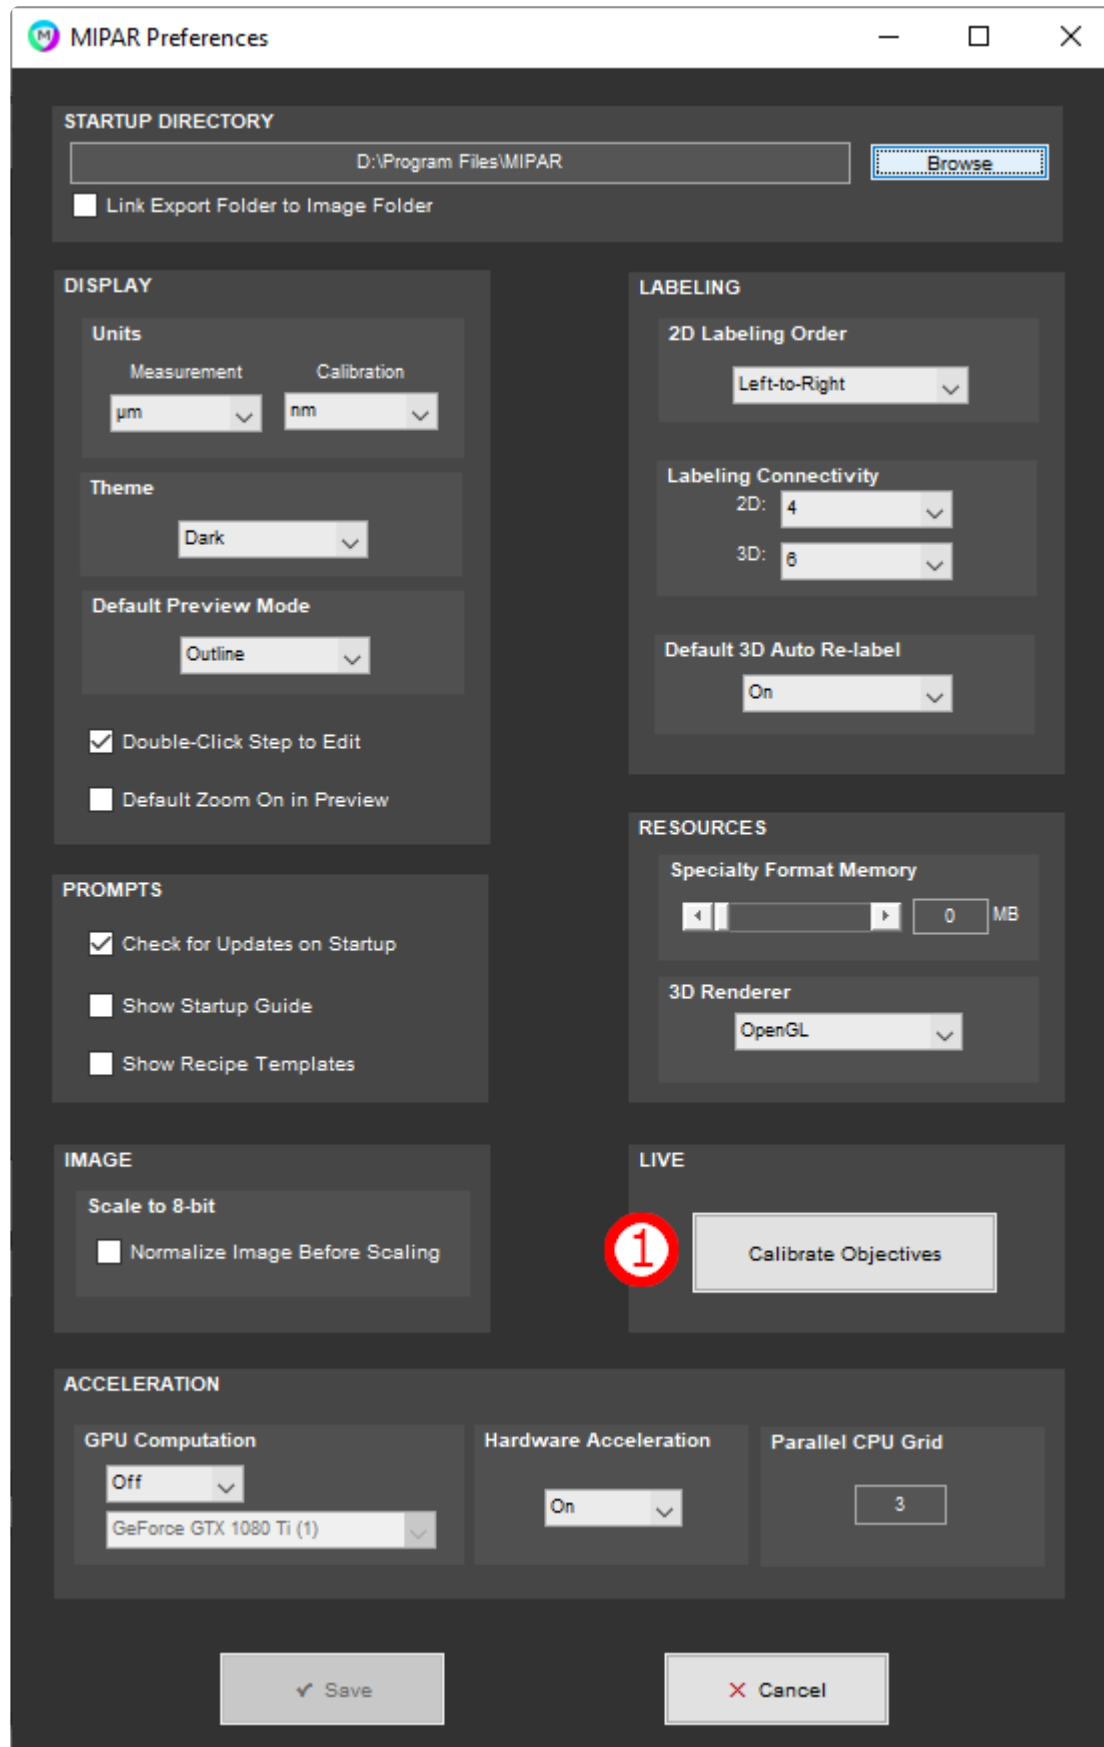 MIPAR Preferences
STARTUP DIRECTORY
D:\Program Files\MIPAR
Browse
Link Export Folder to Image Folder
DISPLAY
Units
Measurement
Calibration
µm
nm
Theme
Dark
Default Preview Mode
Outline
Double-Click Step to Edit
Default Zoom On in Preview
PROMPTS
Check for Updates on Startup
Show Startup Guide
Show Recipe Templates
IMAGE
Scale to 8-bit
Normalize Image Before Scaling
LABELING
2D Labeling Order
Left-to-Right
Labeling Connectivity
2D:
4
3D:
6
Default 3D Auto Re-label
On
RESOURCES
Specialty Format Memory
0
MB
3D Renderer
OpenGL
LIVE
1
Calibrate Objectives
ACCELERATION
GPU Computation
Off
GeForce GTX 1080 Ti (1)
Hardware Acceleration
On
Parallel CPU Grid
3
Save
Cancel